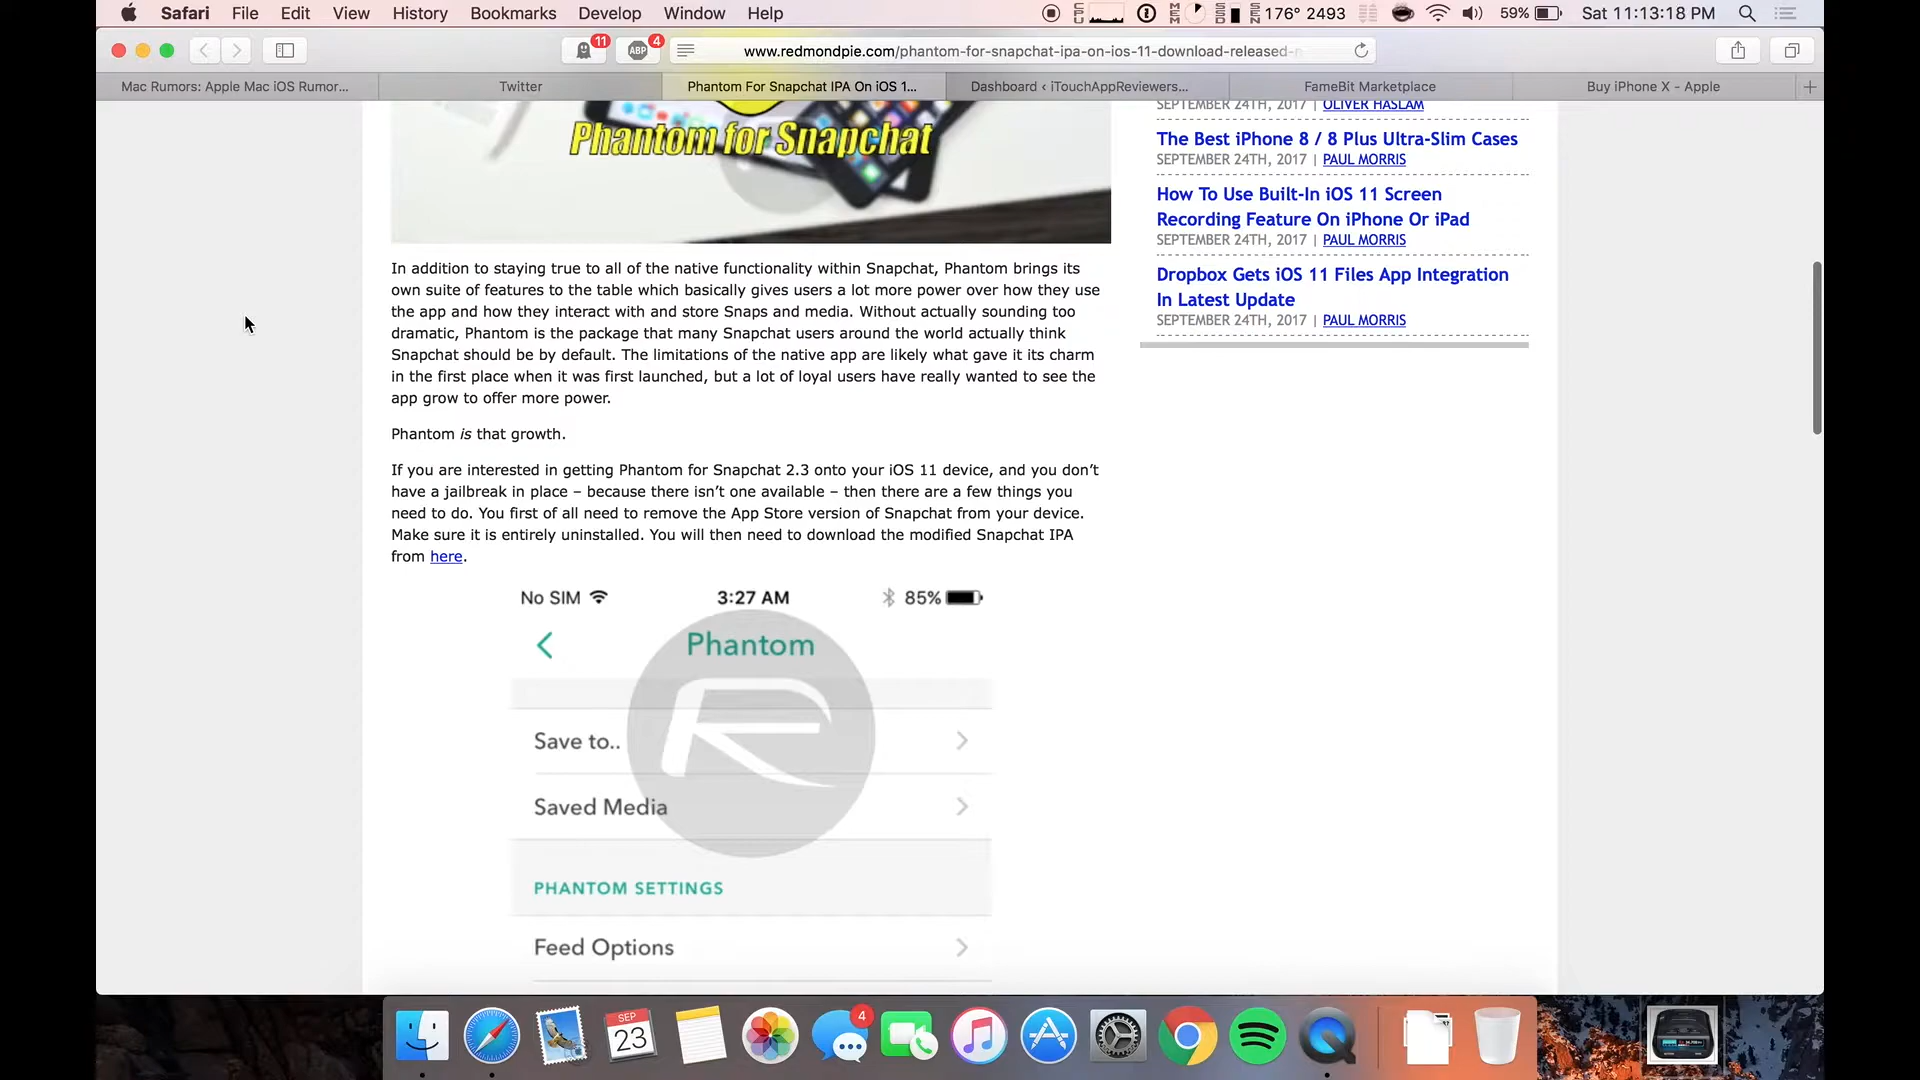 Safari File Edit View History Bookmarks Develop Window Help
CPU MEM SSD SEN 176° 2493 59% Sat 11:13:18 PM
11 ABP 4 www.redmondpie.com/phantom-for-snapchat-ipa-on-ios-11-download-released-
Mac Rumors: Apple Mac iOS Rumor... Twitter Phantom For Snapchat IPA On iOS 1... Dashboard ‹ iTouchAppReviewers... FameBit Marketplace Buy iPhone X - Apple
Phantom for Snapchat
In addition to staying true to all of the native functionality within Snapchat, Phantom brings its
own suite of features to the table which basically gives users a lot more power over how they use
the app and how they interact with and store Snaps and media. Without actually sounding too
dramatic, Phantom is the package that many Snapchat users around the world actually think
Snapchat should be by default. The limitations of the native app are likely what gave it its charm
in the first place when it was first launched, but a lot of loyal users have really wanted to see the
app grow to offer more power.
Phantom is that growth.
If you are interested in getting Phantom for Snapchat 2.3 onto your iOS 11 device, and you don't
have a jailbreak in place – because there isn't one available – then there are a few things you
need to do. You first of all need to remove the App Store version of Snapchat from your device.
Make sure it is entirely uninstalled. You will then need to download the modified Snapchat IPA
from here.
No SIM 3:27 AM 85%
Phantom
Save to..
Saved Media
PHANTOM SETTINGS
Feed Options
SEPTEMBER 24TH, 2017 | OLIVER HASLAM
The Best iPhone 8 / 8 Plus Ultra-Slim Cases
SEPTEMBER 24TH, 2017 | PAUL MORRIS
How To Use Built-In iOS 11 Screen
Recording Feature On iPhone Or iPad
SEPTEMBER 24TH, 2017 | PAUL MORRIS
Dropbox Gets iOS 11 Files App Integration
In Latest Update
SEPTEMBER 24TH, 2017 | PAUL MORRIS
SEP
23
4